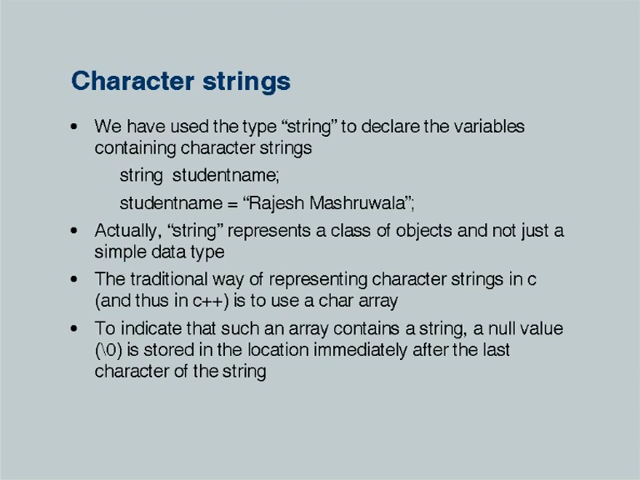 Character strings
• We have used the type “string” to declare the variables
containing character strings
string studentname;
studentname = “Rajesh Mashruwala”;
• Actually, “string” represents a class of objects and not just a
simple data type
• The traditional way of representing character strings in c
(and thus in c++) is to use a char array
• To indicate that such an array contains a string, a null value
(\0) is stored in the location immediately after the last
character of the string